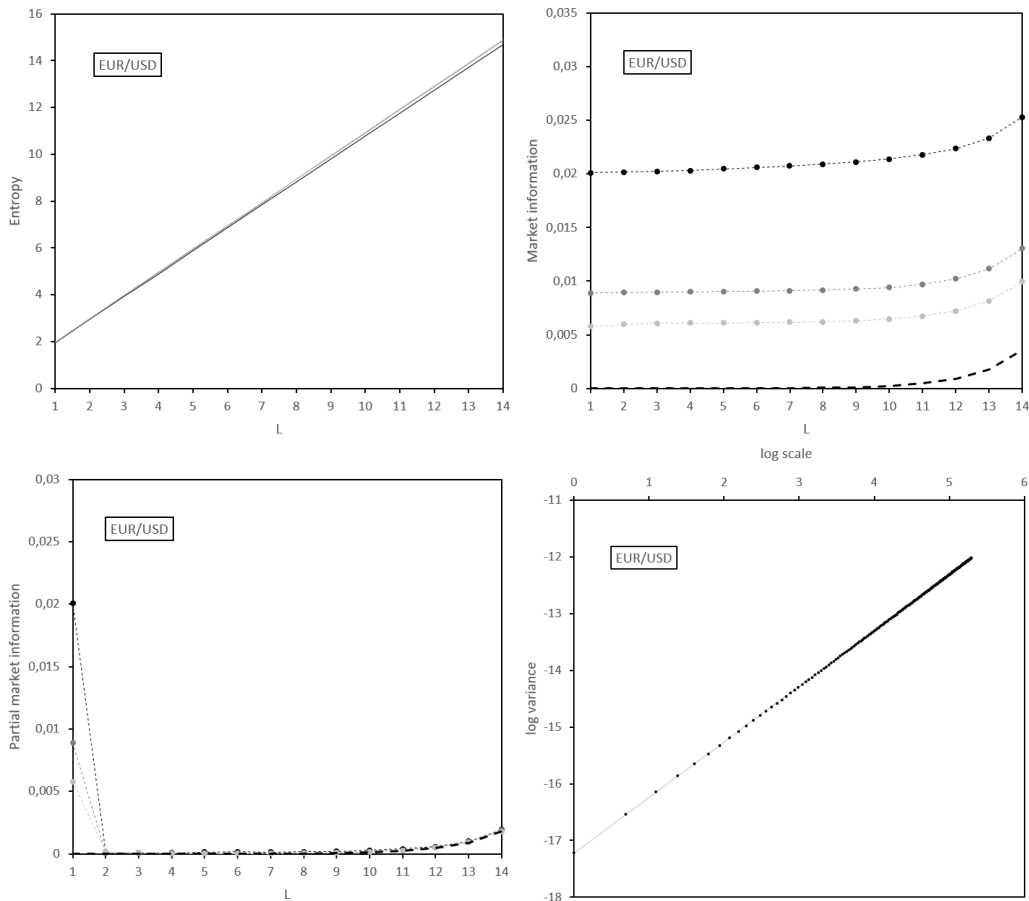 16
14
12
10
8
6
4
2
0
Entropy
EUR/USD
1 2 3 4 5 6 7 8 9 10 11 12 13 14
L
0,035
0,03
0,025
0,02
0,015
0,01
0,005
0
Market information
EUR/USD
1 2 3 4 5 6 7 8 9 10 11 12 13 14
L
0,03
0,025
0,02
0,015
0,01
0,005
0
Partial market information
EUR/USD
1 2 3 4 5 6 7 8 9 10 11 12 13 14
L
log scale
0 1 2 3 4 5 6
-11
-12
-13
-14
-15
-16
-17
-18
log variance
EUR/USD